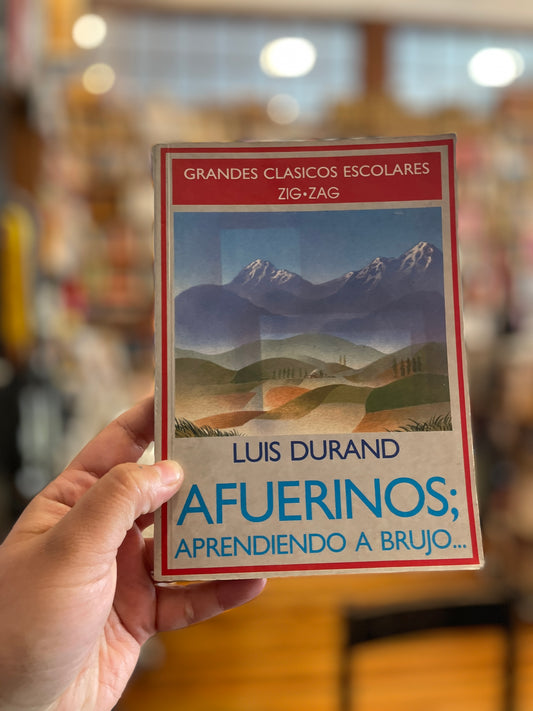 GRANDES CLASICOS ESCOLARES
ZIG•ZAG
LUIS DURAND
AFUERINOS;
APRENDIENDO A BRUJO...